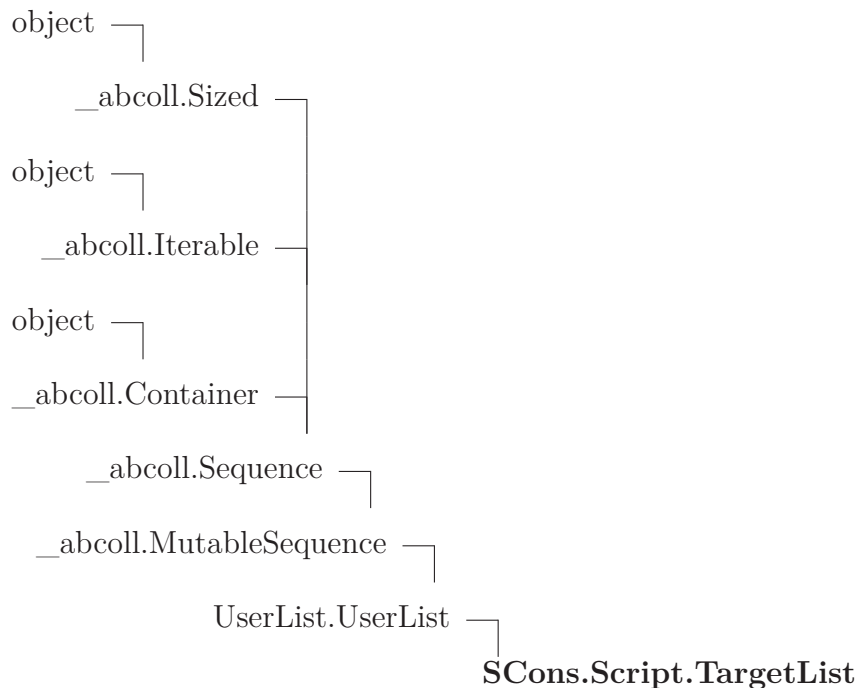 object
_abcoll.Sized
object
_abcoll.Iterable
object
_abcoll.Container
_abcoll.Sequence
_abcoll.MutableSequence
UserList.UserList
SCons.Script.TargetList